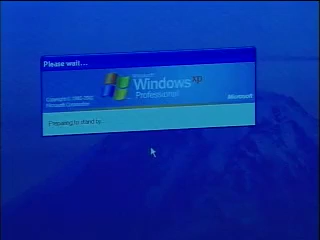 Please wait...
Microsoft
Windows xp
Professional
Copyright © 1985-2001
Microsoft Corporation
Microsoft
Preparing to stand by...